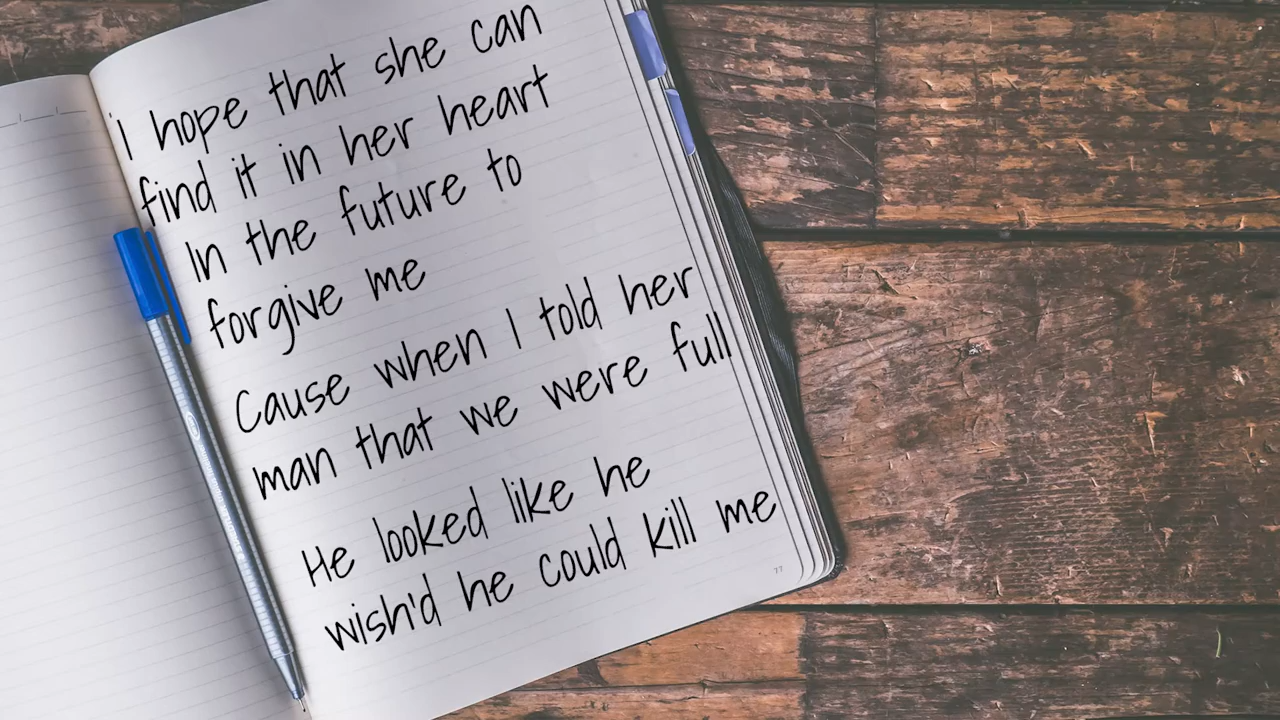 I hope that she can
find it in her heart
In the future to
forgive me
Cause when I told her
man that we were full
He looked like he
wish'd he could kill me
77